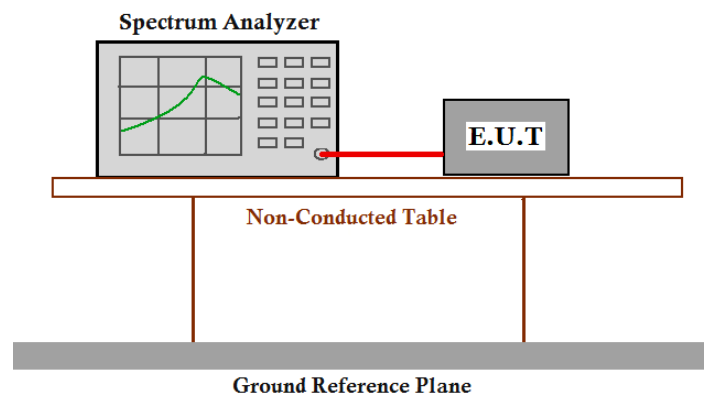 Spectrum Analyzer
E.U.T
Non-Conducted Table
Ground Reference Plane